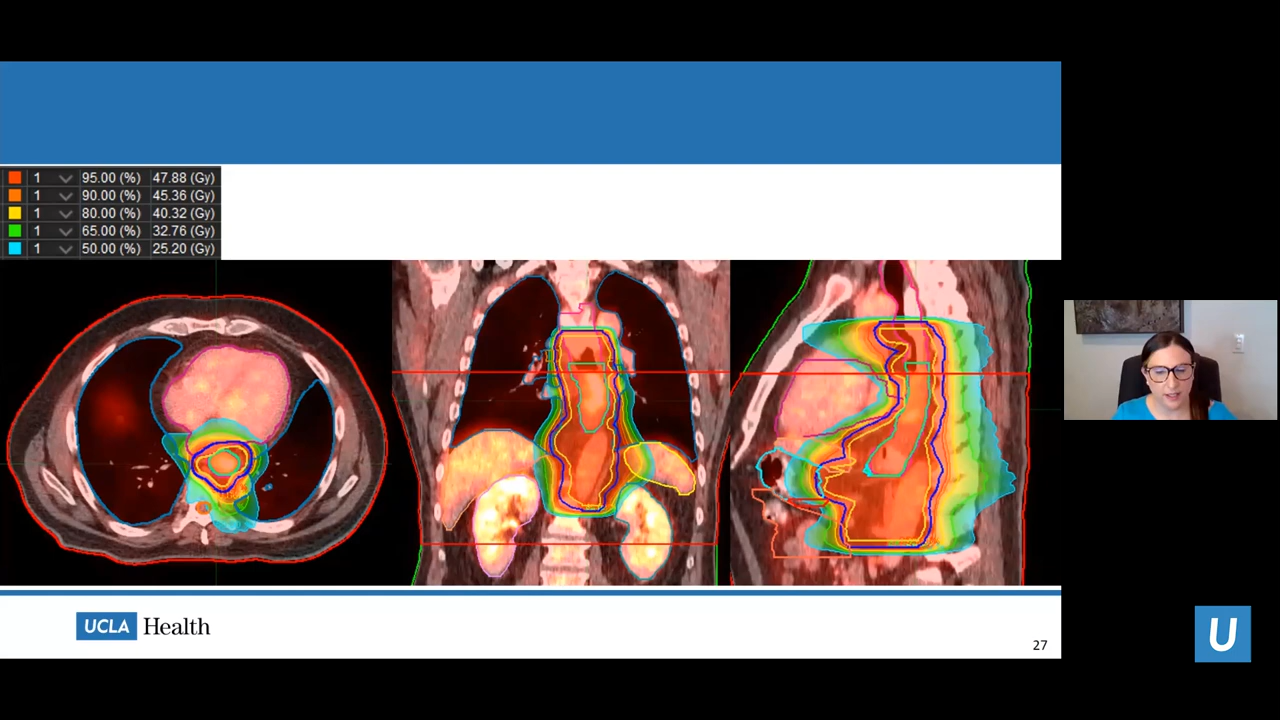 1 95.00 (%) 47.88 (Gy)
1 90.00 (%) 45.36 (Gy)
1 80.00 (%) 40.32 (Gy)
1 65.00 (%) 32.76 (Gy)
1 50.00 (%) 25.20 (Gy)
UCLA Health
27
U